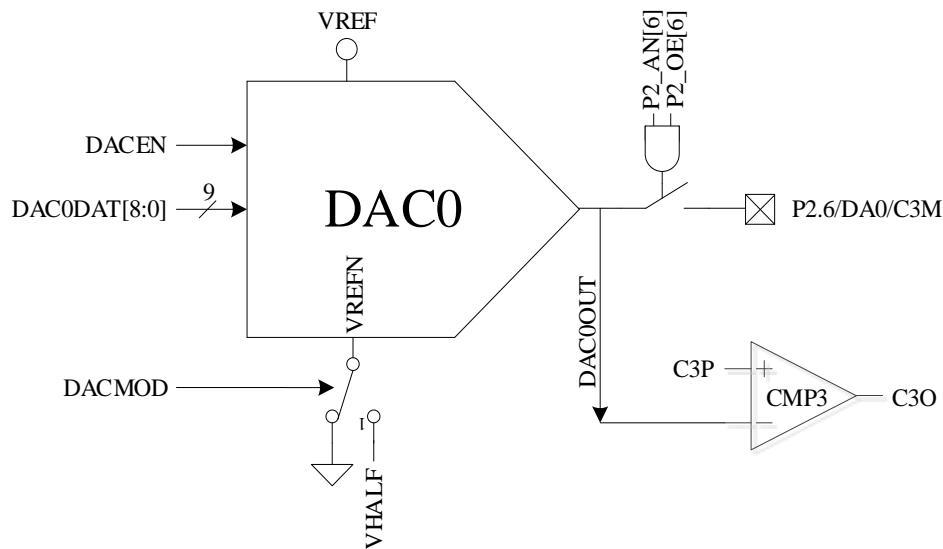 VREF
P2_AN[6]
P2_OE[6]
DACEN
9
DAC0DAT[8:0]
DAC0
P2.6/DA0/C3M
VREFN
DAC0OUT
DACMOD
C3P
+
CMP3
C3O
1
VHALF